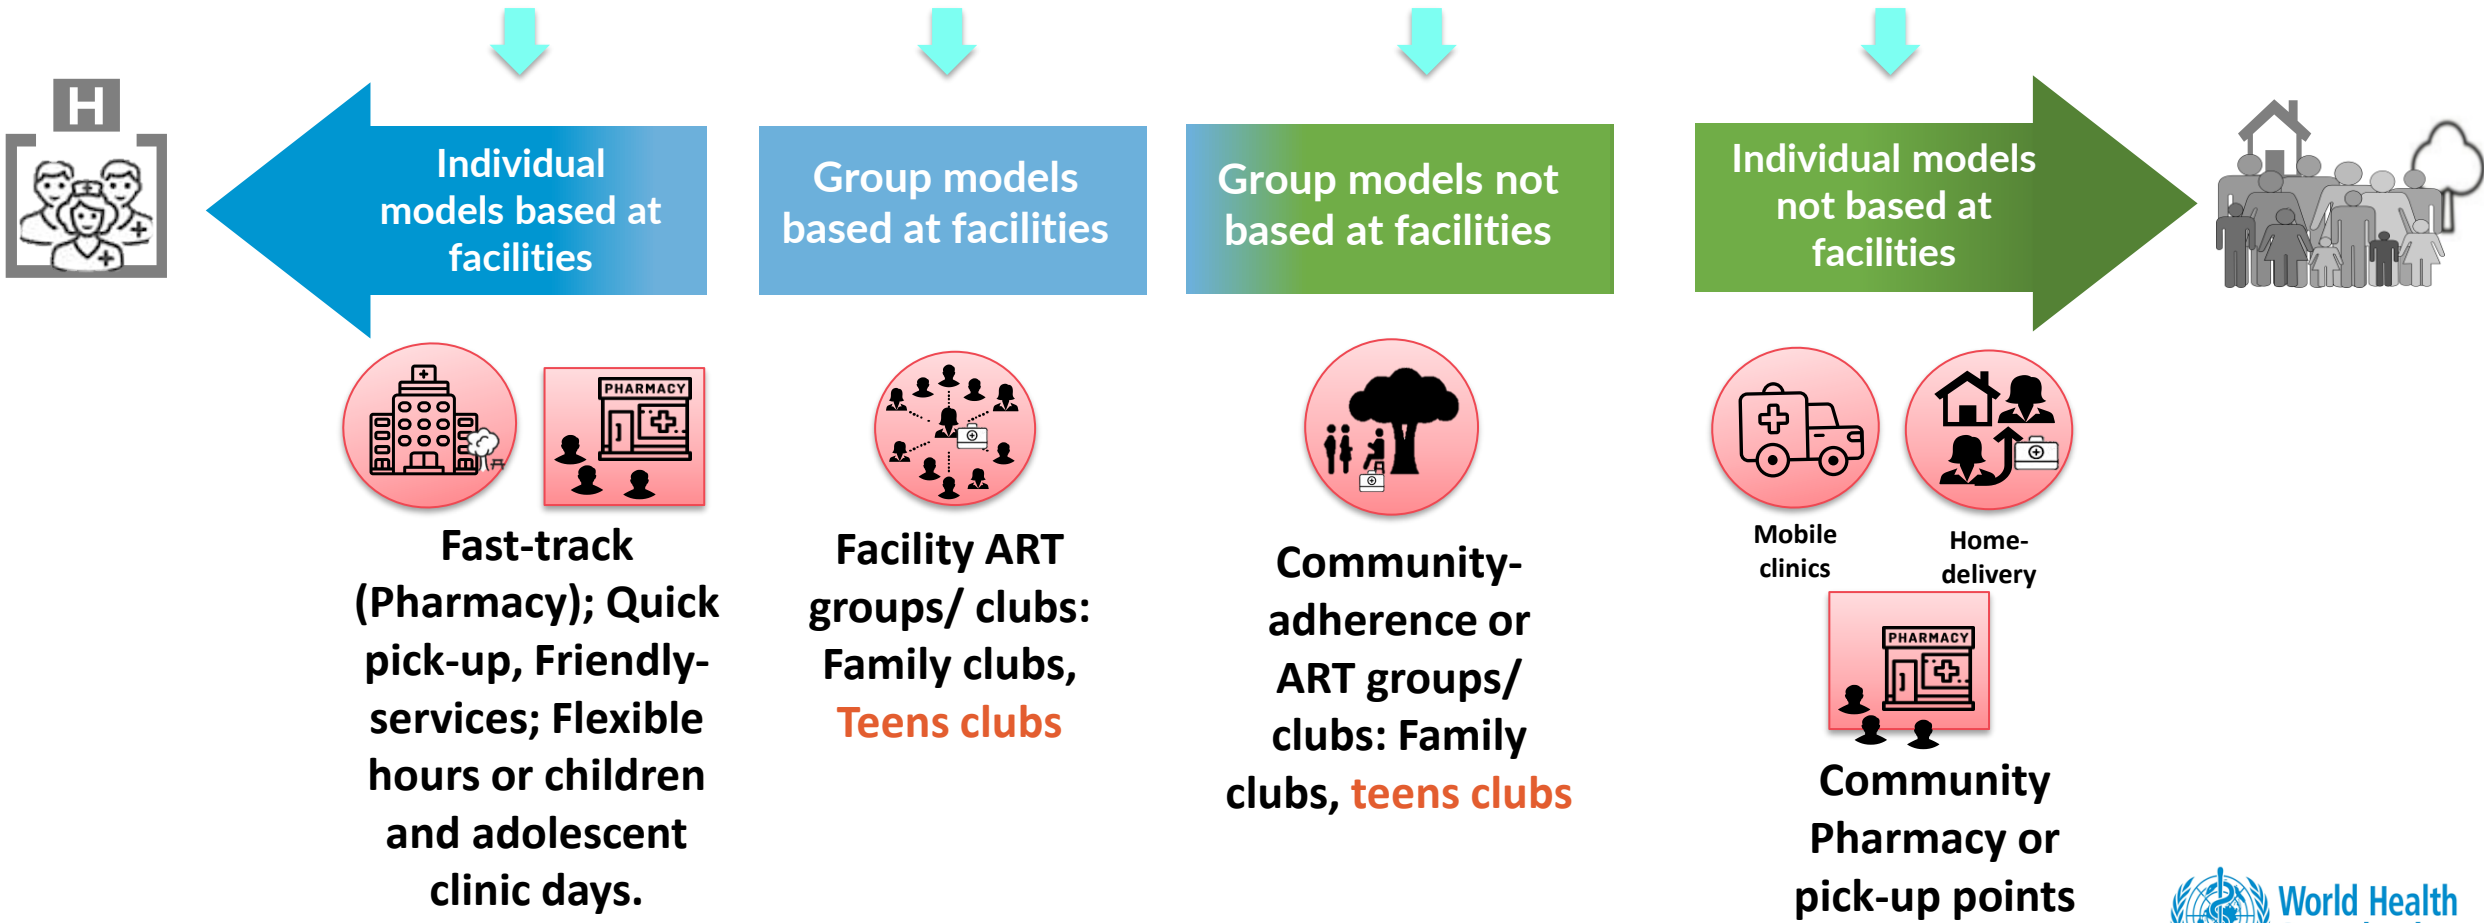 H
Individual
models based at
facilities
Group models
based at facilities
Group models not
based at facilities
Individual models
not based at
facilities
PHARMACY
Fast-track
(Pharmacy); Quick
pick-up, Friendly-
services; Flexible
hours or children
and adolescent
clinic days.
Facility ART
groups/ clubs:
Family clubs,
Teens clubs
Community-
adherence or
ART groups/
clubs: Family
clubs, teens clubs
Mobile
clinics
Home-
delivery
PHARMACY
Community
Pharmacy or
pick-up points
World Health